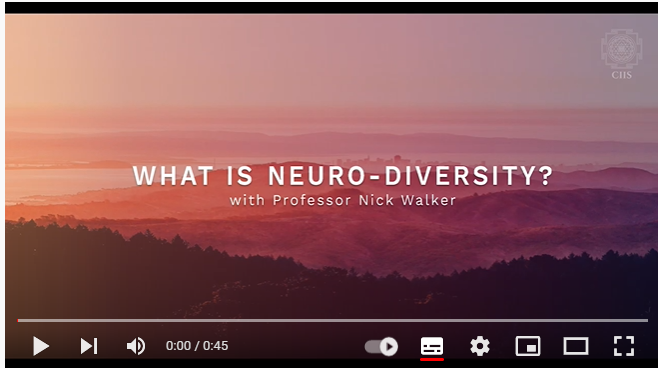 CIIS
WHAT IS NEURO-DIVERSITY?
with Professor Nick Walker
0:00 / 0:45